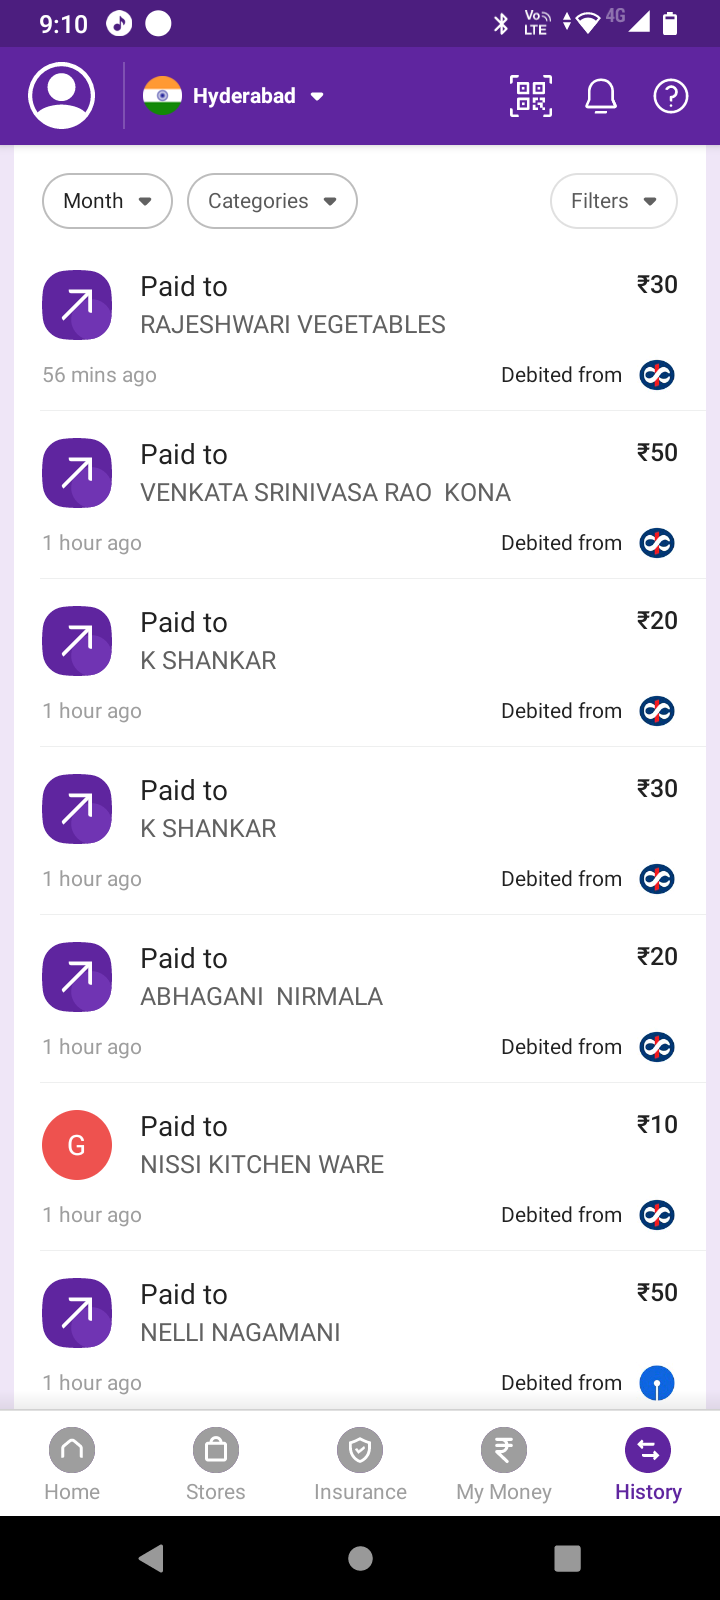 9:10
Vo LTE
4G
Hyderabad
Month
Categories
Filters
Paid to
₹30
RAJESHWARI VEGETABLES
56 mins ago
Debited from
Paid to
₹50
VENKATA SRINIVASA RAO  KONA
1 hour ago
Debited from
Paid to
₹20
K SHANKAR
1 hour ago
Debited from
Paid to
₹30
K SHANKAR
1 hour ago
Debited from
Paid to
₹20
ABHAGANI  NIRMALA
1 hour ago
Debited from
G
Paid to
₹10
NISSI KITCHEN WARE
1 hour ago
Debited from
Paid to
₹50
NELLI NAGAMANI
1 hour ago
Debited from
Home
Stores
Insurance
My Money
History